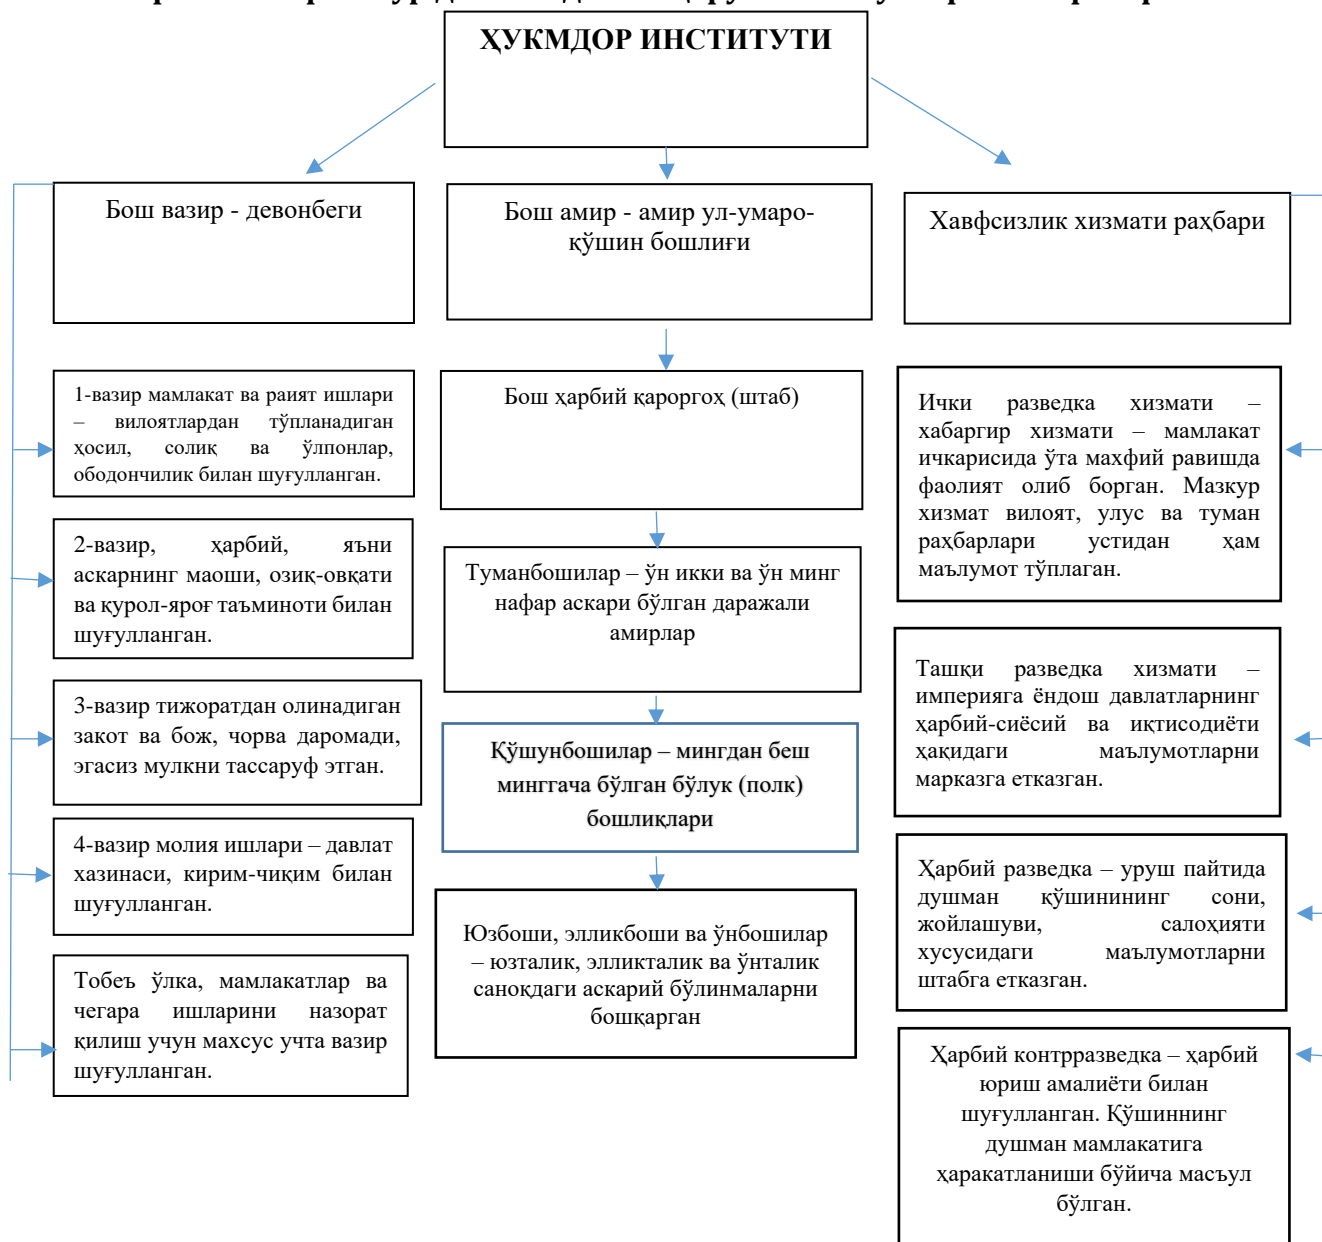 ҲУКМДОР ИНСТИТУТИ
Бош вазир - девонбеги
1-вазир мамлакат ва раият ишлари
– вилоятлардан тўпланадиган
ҳосил, солиқ ва ўлпонлар,
ободончилик билан шуғулланган.
2-вазир, ҳарбий, яъни
аскарнинг маоши, озиқ-овқати
ва қурол-яроғ таъминоти билан
шуғулланган.
3-вазир тижоратдан олинадиган
закот ва бож, чорва даромади,
эгасиз мулкни тассаруф этган.
4-вазир молия ишлари – давлат
хазинаси, кирим-чиқим билан
шуғулланган.
Тобеъ ўлка, мамлакатлар ва
чегара ишларини назорат
қилиш учун махсус учта вазир
шуғулланган.
Бош амир - амир ул-умаро-
қўшин бошлиғи
Бош ҳарбий қароргоҳ (штаб)
Туманбошилар – ўн икки ва ўн минг
нафар аскари бўлган даражали
амирлар
Қўшунбошилар – мингдан беш
минггача бўлган бўлук (полк)
бошлиқлари
Юзбоши, элликбоши ва ўнбошилар
– юзталик, элликталик ва ўнталик
саноқдаги аскарий бўлинмаларни
бошқарган
Хавфсизлик хизмати раҳбари
Ички разведка хизмати –
хабаргир хизмати – мамлакат
ичкарисида ўта махфий равишда
фаолият олиб борган. Мазкур
хизмат вилоят, улус ва туман
раҳбарлари устидан ҳам
маълумот тўплаган.
Ташқи разведка хизмати –
империяга ёндош давлатларнинг
ҳарбий-сиёсий ва иқтисодиёти
ҳақидаги маълумотларни
марказга етказган.
Ҳарбий разведка – уруш пайтида
душман қўшинининг сони,
жойлашуви, салоҳияти
хусусидаги маълумотларни
штабга етказган.
Ҳарбий контрразведка – ҳарбий
юриш амалиёти билан
шуғулланган. Қўшиннинг
душман мамлакатига
ҳаракатланиши бўйича масъул
бўлган.